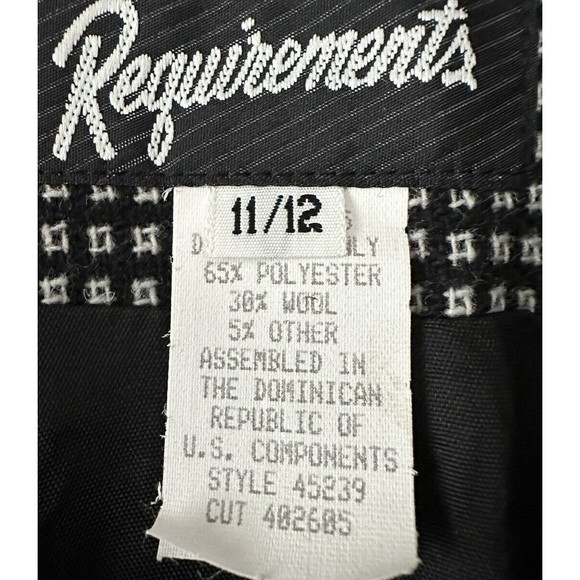 Requirements
11/12
65% POLYESTER
30% WOOL
5% OTHER
ASSEMBLED IN
THE DOMINICAN
REPUBLIC OF
U.S. COMPONENTS
STYLE 45239
CUT 402605